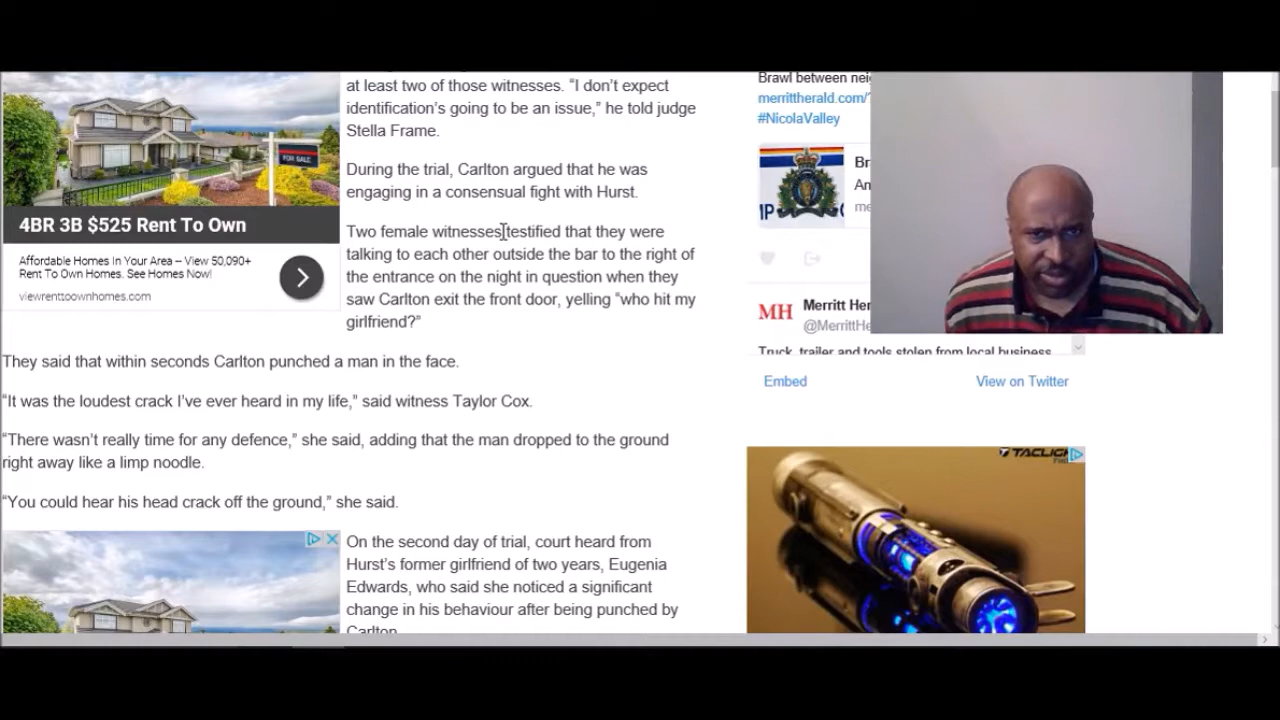 at least two of those witnesses. “I don’t expect
identification’s going to be an issue,” he told judge
Stella Frame.
During the trial, Carlton argued that he was
engaging in a consensual fight with Hurst.
Two female witnesses testified that they were
talking to each other outside the bar to the right of
the entrance on the night in question when they
saw Carlton exit the front door, yelling “who hit my
girlfriend?”
FOR SALE
4BR 3B $525 Rent To Own
Affordable Homes In Your Area – View 50,090+
Rent To Own Homes. See Homes Now!
viewrenttoownhomes.com
They said that within seconds Carlton punched a man in the face.
“It was the loudest crack I’ve ever heard in my life,” said witness Taylor Cox.
“There wasn’t really time for any defence,” she said, adding that the man dropped to the ground
right away like a limp noodle.
“You could hear his head crack off the ground,” she said.
On the second day of trial, court heard from
Hurst’s former girlfriend of two years, Eugenia
Edwards, who said she noticed a significant
change in his behaviour after being punched by
Carlton
Brawl between nei
merrittherald.com/
#NicolaValley
Br
An
me
MH
Merritt Her
@MerrittHe
Truck, trailer and tools stolen from local business
Embed
View on Twitter
TACLIGH